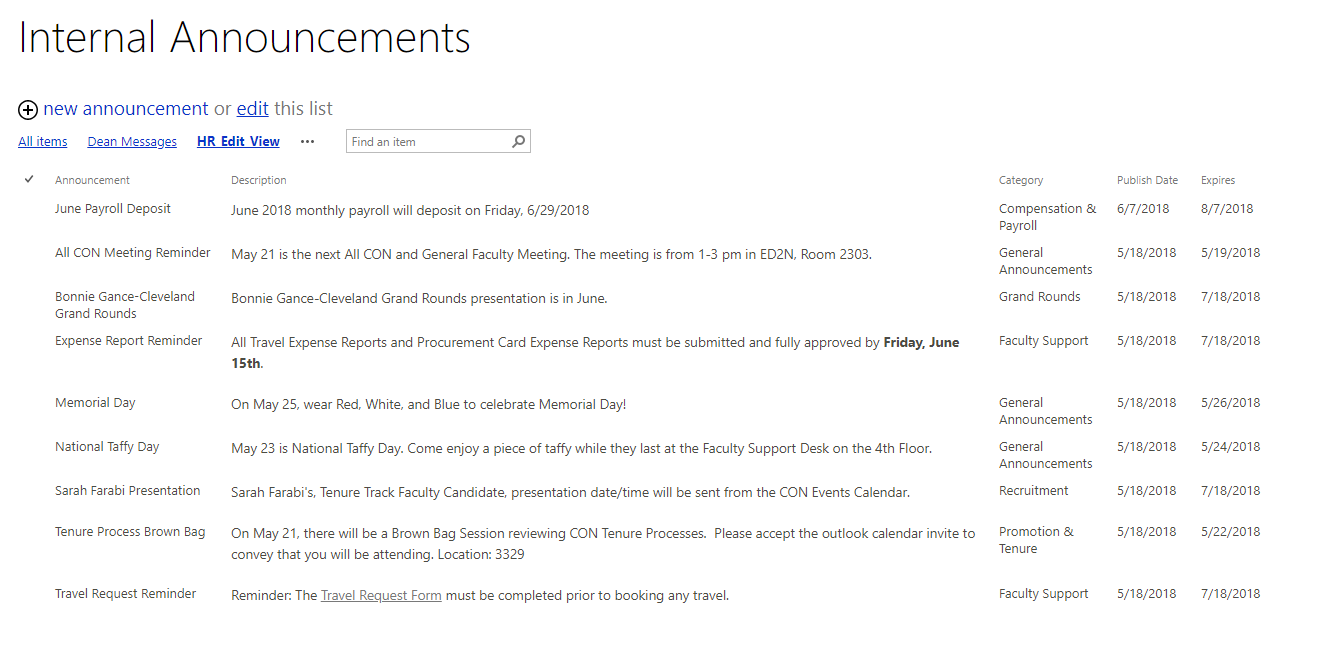 Internal Announcements
new announcement or edit this list
All items Dean Messages HR Edit View ··· Find an item
Announcement Description Category Publish Date Expires
June Payroll Deposit June 2018 monthly payroll will deposit on Friday, 6/29/2018 Compensation & 6/7/2018 8/7/2018
Payroll
All CON Meeting Reminder May 21 is the next All CON and General Faculty Meeting. The meeting is from 1-3 pm in ED2N, Room 2303. General 5/18/2018 5/19/2018
Announcements
Bonnie Gance-Cleveland Bonnie Gance-Cleveland Grand Rounds presentation is in June. Grand Rounds 5/18/2018 7/18/2018
Grand Rounds
Expense Report Reminder All Travel Expense Reports and Procurement Card Expense Reports must be submitted and fully approved by Friday, June Faculty Support 5/18/2018 7/18/2018
15th.
Memorial Day On May 25, wear Red, White, and Blue to celebrate Memorial Day! General 5/18/2018 5/26/2018
Announcements
National Taffy Day May 23 is National Taffy Day. Come enjoy a piece of taffy while they last at the Faculty Support Desk on the 4th Floor. General 5/18/2018 5/24/2018
Announcements
Sarah Farabi Presentation Sarah Farabi's, Tenure Track Faculty Candidate, presentation date/time will be sent from the CON Events Calendar. Recruitment 5/18/2018 7/18/2018
Tenure Process Brown Bag On May 21, there will be a Brown Bag Session reviewing CON Tenure Processes.  Please accept the outlook calendar invite to Promotion & 5/18/2018 5/22/2018
convey that you will be attending. Location: 3329 Tenure
Travel Request Reminder Reminder: The Travel Request Form must be completed prior to booking any travel. Faculty Support 5/18/2018 7/18/2018